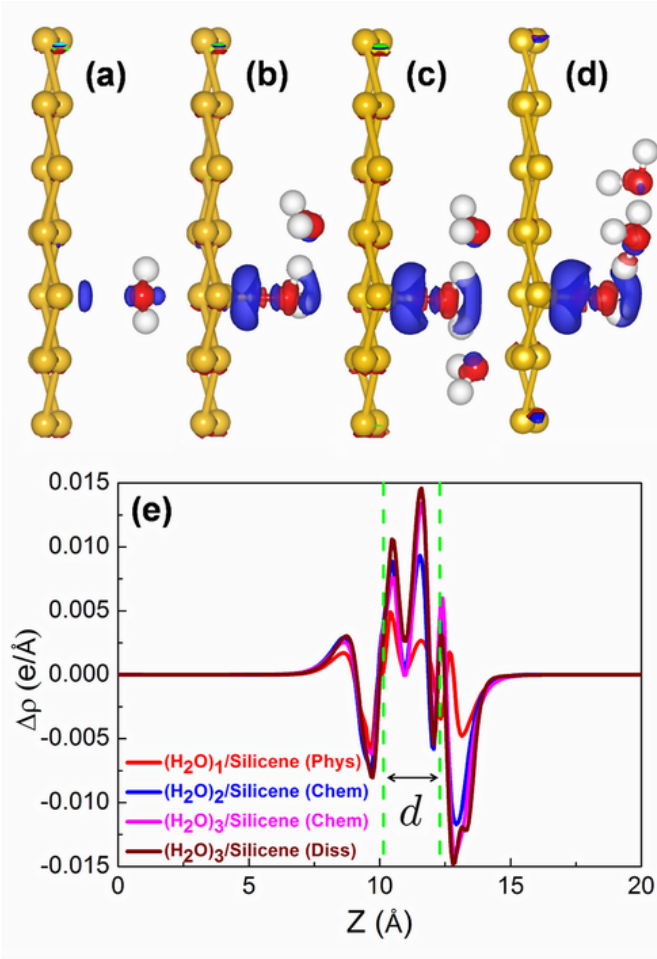 (a) (b) (c) (d)
(e)
0.015
0.010
0.005
0.000
-0.005
-0.010
-0.015
Δρ (e/Å)
(H2O)1/Silicene (Phys)
(H2O)2/Silicene (Chem)
(H2O)3/Silicene (Chem)
(H2O)3/Silicene (Diss)
d
0 5 10 15 20
Z (Å)